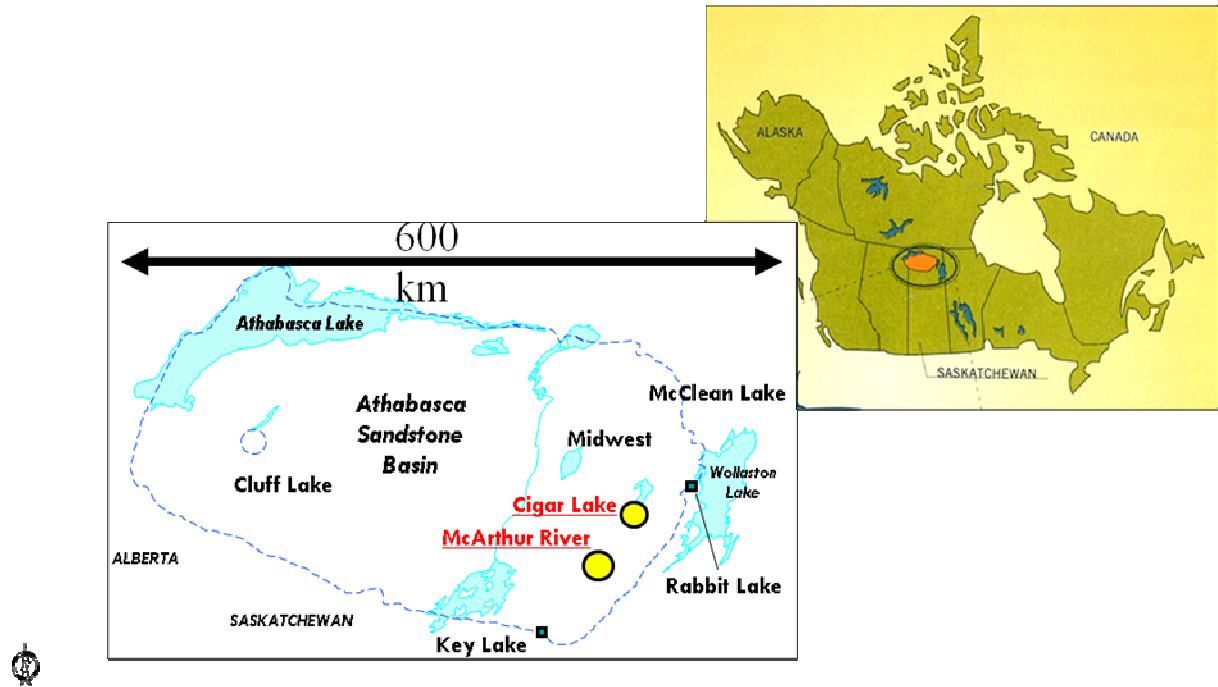 ALASKA
CANADA
SASKATCHEWAN
600
km
Athabasca Lake
McClean Lake
Athabasca
Sandstone
Basin
Midwest
Cluff Lake
Wollaston
Lake
Cigar Lake
McArthur River
ALBERTA
Rabbit Lake
SASKATCHEWAN
Key Lake